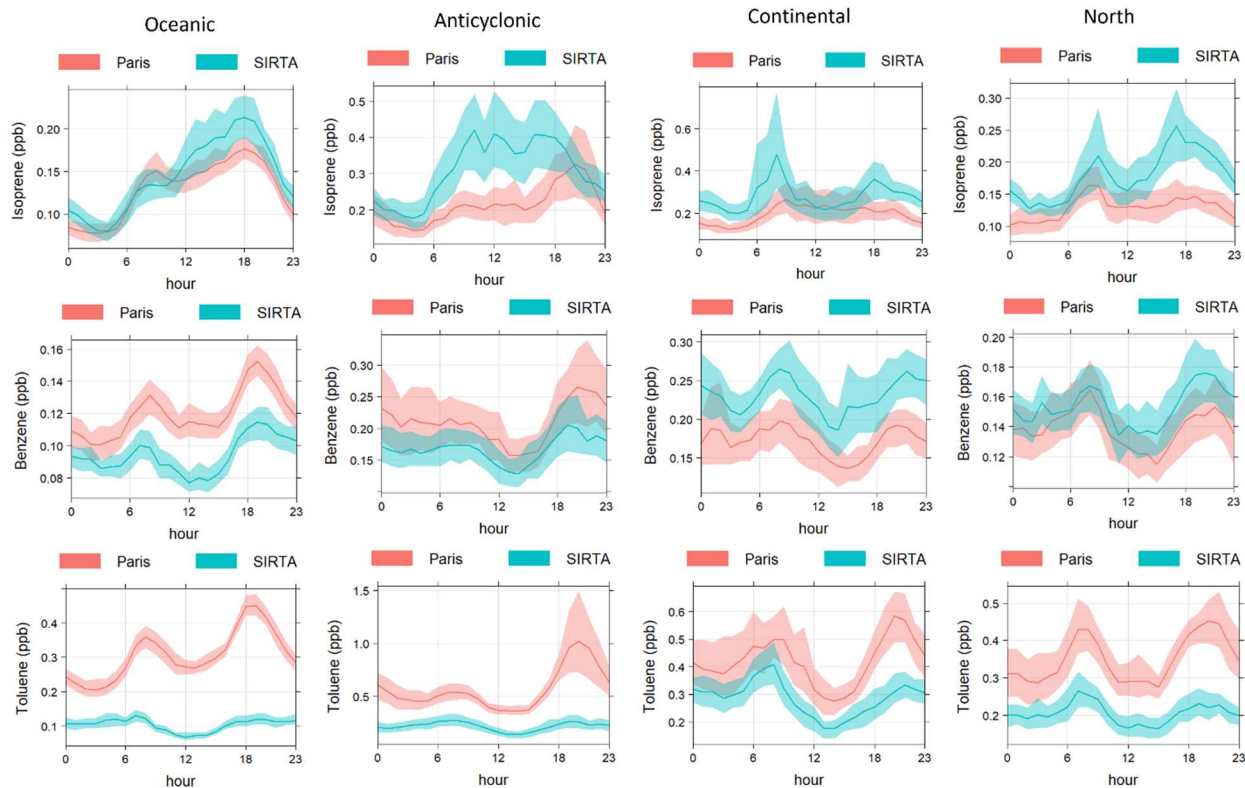 Oceanic
Anticyclonic
Continental
North
Paris SIRTA
Isoprene (ppb)
0.20
0.15
0.10
0 6 12 18 23
hour
Paris SIRTA
Isoprene (ppb)
0.5
0.4
0.3
0.2
0 6 12 18 23
hour
Paris SIRTA
Isoprene (ppb)
0.6
0.4
0.2
0 6 12 18 23
hour
Paris SIRTA
Isoprene (ppb)
0.30
0.25
0.20
0.15
0.10
0 6 12 18 23
hour
Paris SIRTA
Benzene (ppb)
0.16
0.14
0.12
0.10
0.08
0 6 12 18 23
hour
Paris SIRTA
Benzene (ppb)
0.30
0.25
0.20
0.15
0 6 12 18 23
hour
Paris SIRTA
Benzene (ppb)
0.30
0.25
0.20
0.15
0 6 12 18 23
hour
Paris SIRTA
Benzene (ppb)
0.20
0.18
0.16
0.14
0.12
0 6 12 18 23
hour
Paris SIRTA
Toluene (ppb)
0.4
0.3
0.2
0.1
0 6 12 18 23
hour
Paris SIRTA
Toluene (ppb)
1.5
1.0
0.5
0 6 12 18 23
hour
Paris SIRTA
Toluene (ppb)
0.6
0.5
0.4
0.3
0.2
0 6 12 18 23
hour
Paris SIRTA
Toluene (ppb)
0.5
0.4
0.3
0.2
0 6 12 18 23
hour